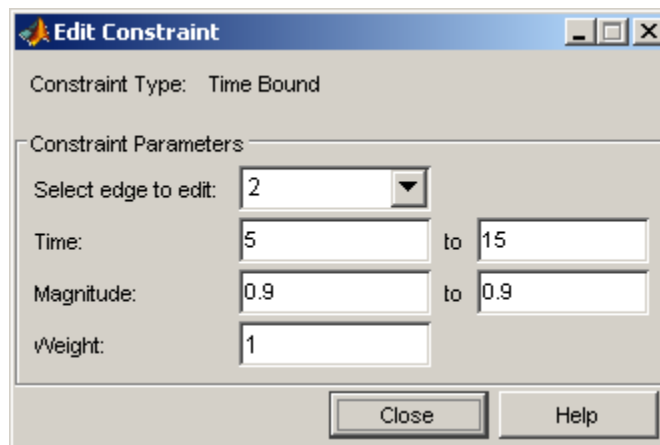 Edit Constraint
Constraint Type: Time Bound
Constraint Parameters
Select edge to edit: 2
Time: 5 to 15
Magnitude: 0.9 to 0.9
Weight: 1
Close Help